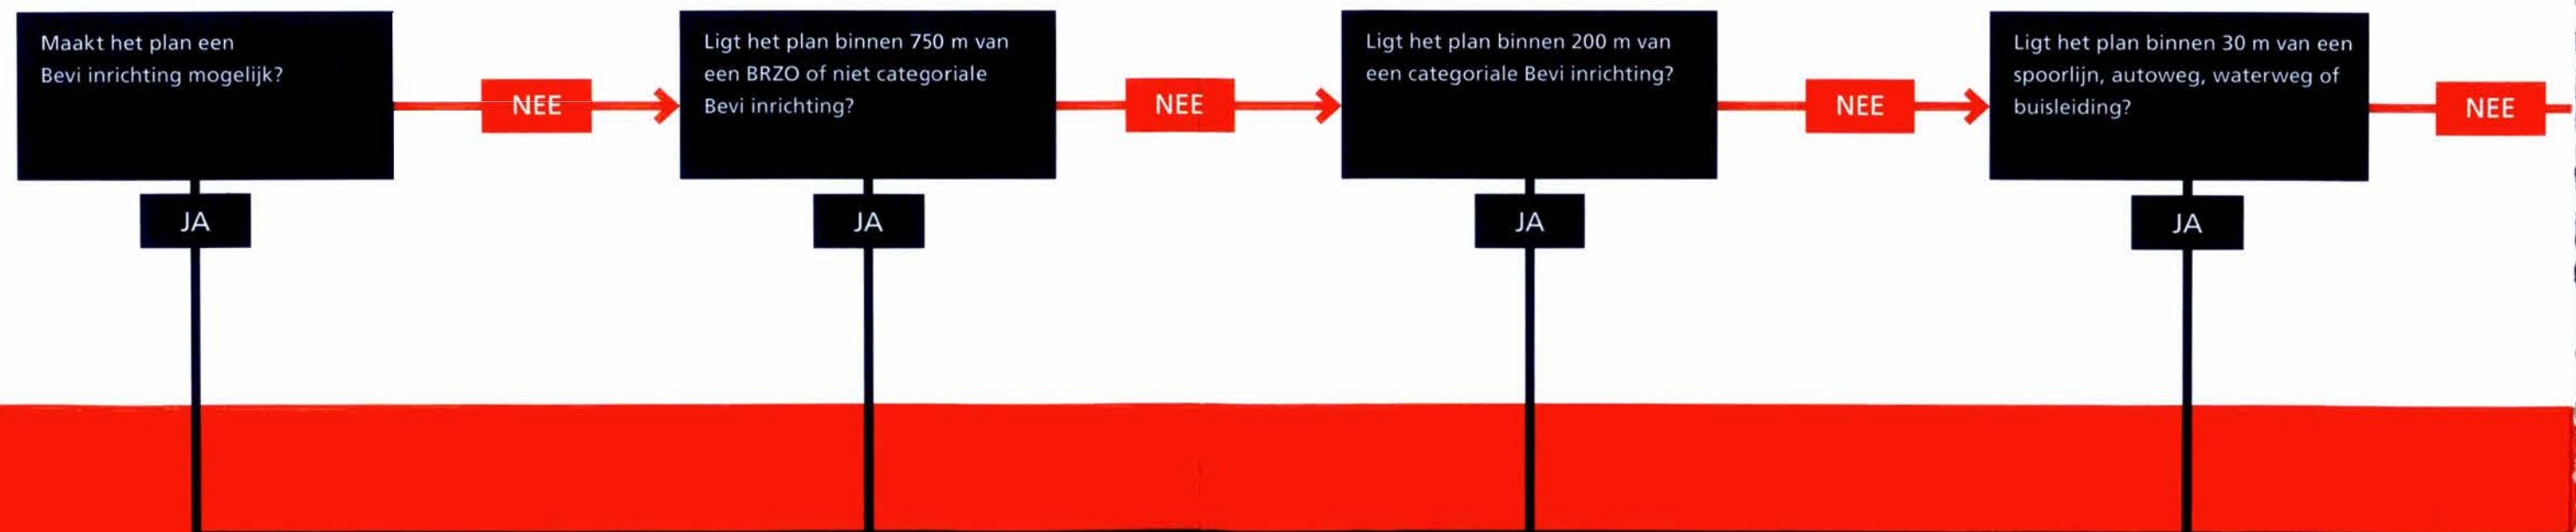 Maakt het plan een
Bevi inrichting mogelijk?
NEE
Ligt het plan binnen 750 m van
een BRZO of niet categoriale
Bevi inrichting?
NEE
Ligt het plan binnen 200 m van
een categoriale Bevi inrichting?
NEE
Ligt het plan binnen 30 m van een
spoorlijn, autoweg, waterweg of
buisleiding?
NEE
JA
JA
JA
JA